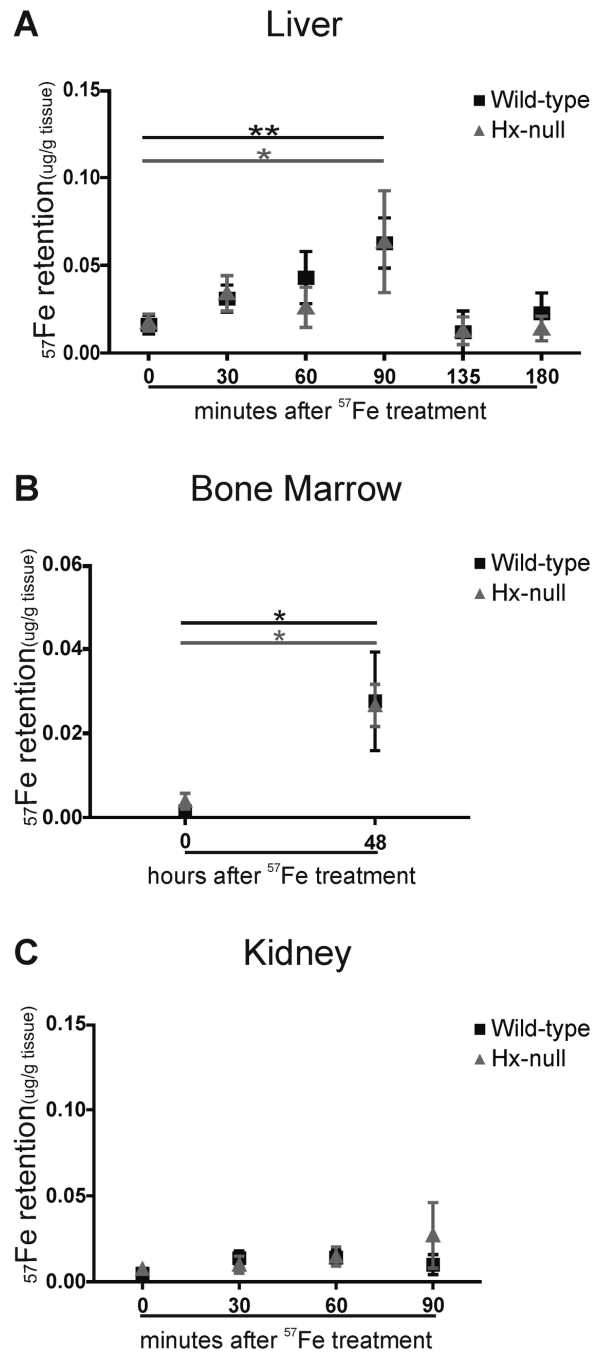 A
Liver
0.15
0.10
0.05
0.00
57Fe retention(ug/g tissue)
Wild-type
Hx-null
**
*
0 30 60 90 135 180
minutes after 57Fe treatment
B
Bone Marrow
0.06
0.04
0.02
0.00
57Fe retention(ug/g tissue)
Wild-type
Hx-null
*
*
0 48
hours after 57Fe treatment
C
Kidney
0.15
0.10
0.05
0.00
57Fe retention(ug/g tissue)
Wild-type
Hx-null
0 30 60 90
minutes after 57Fe treatment